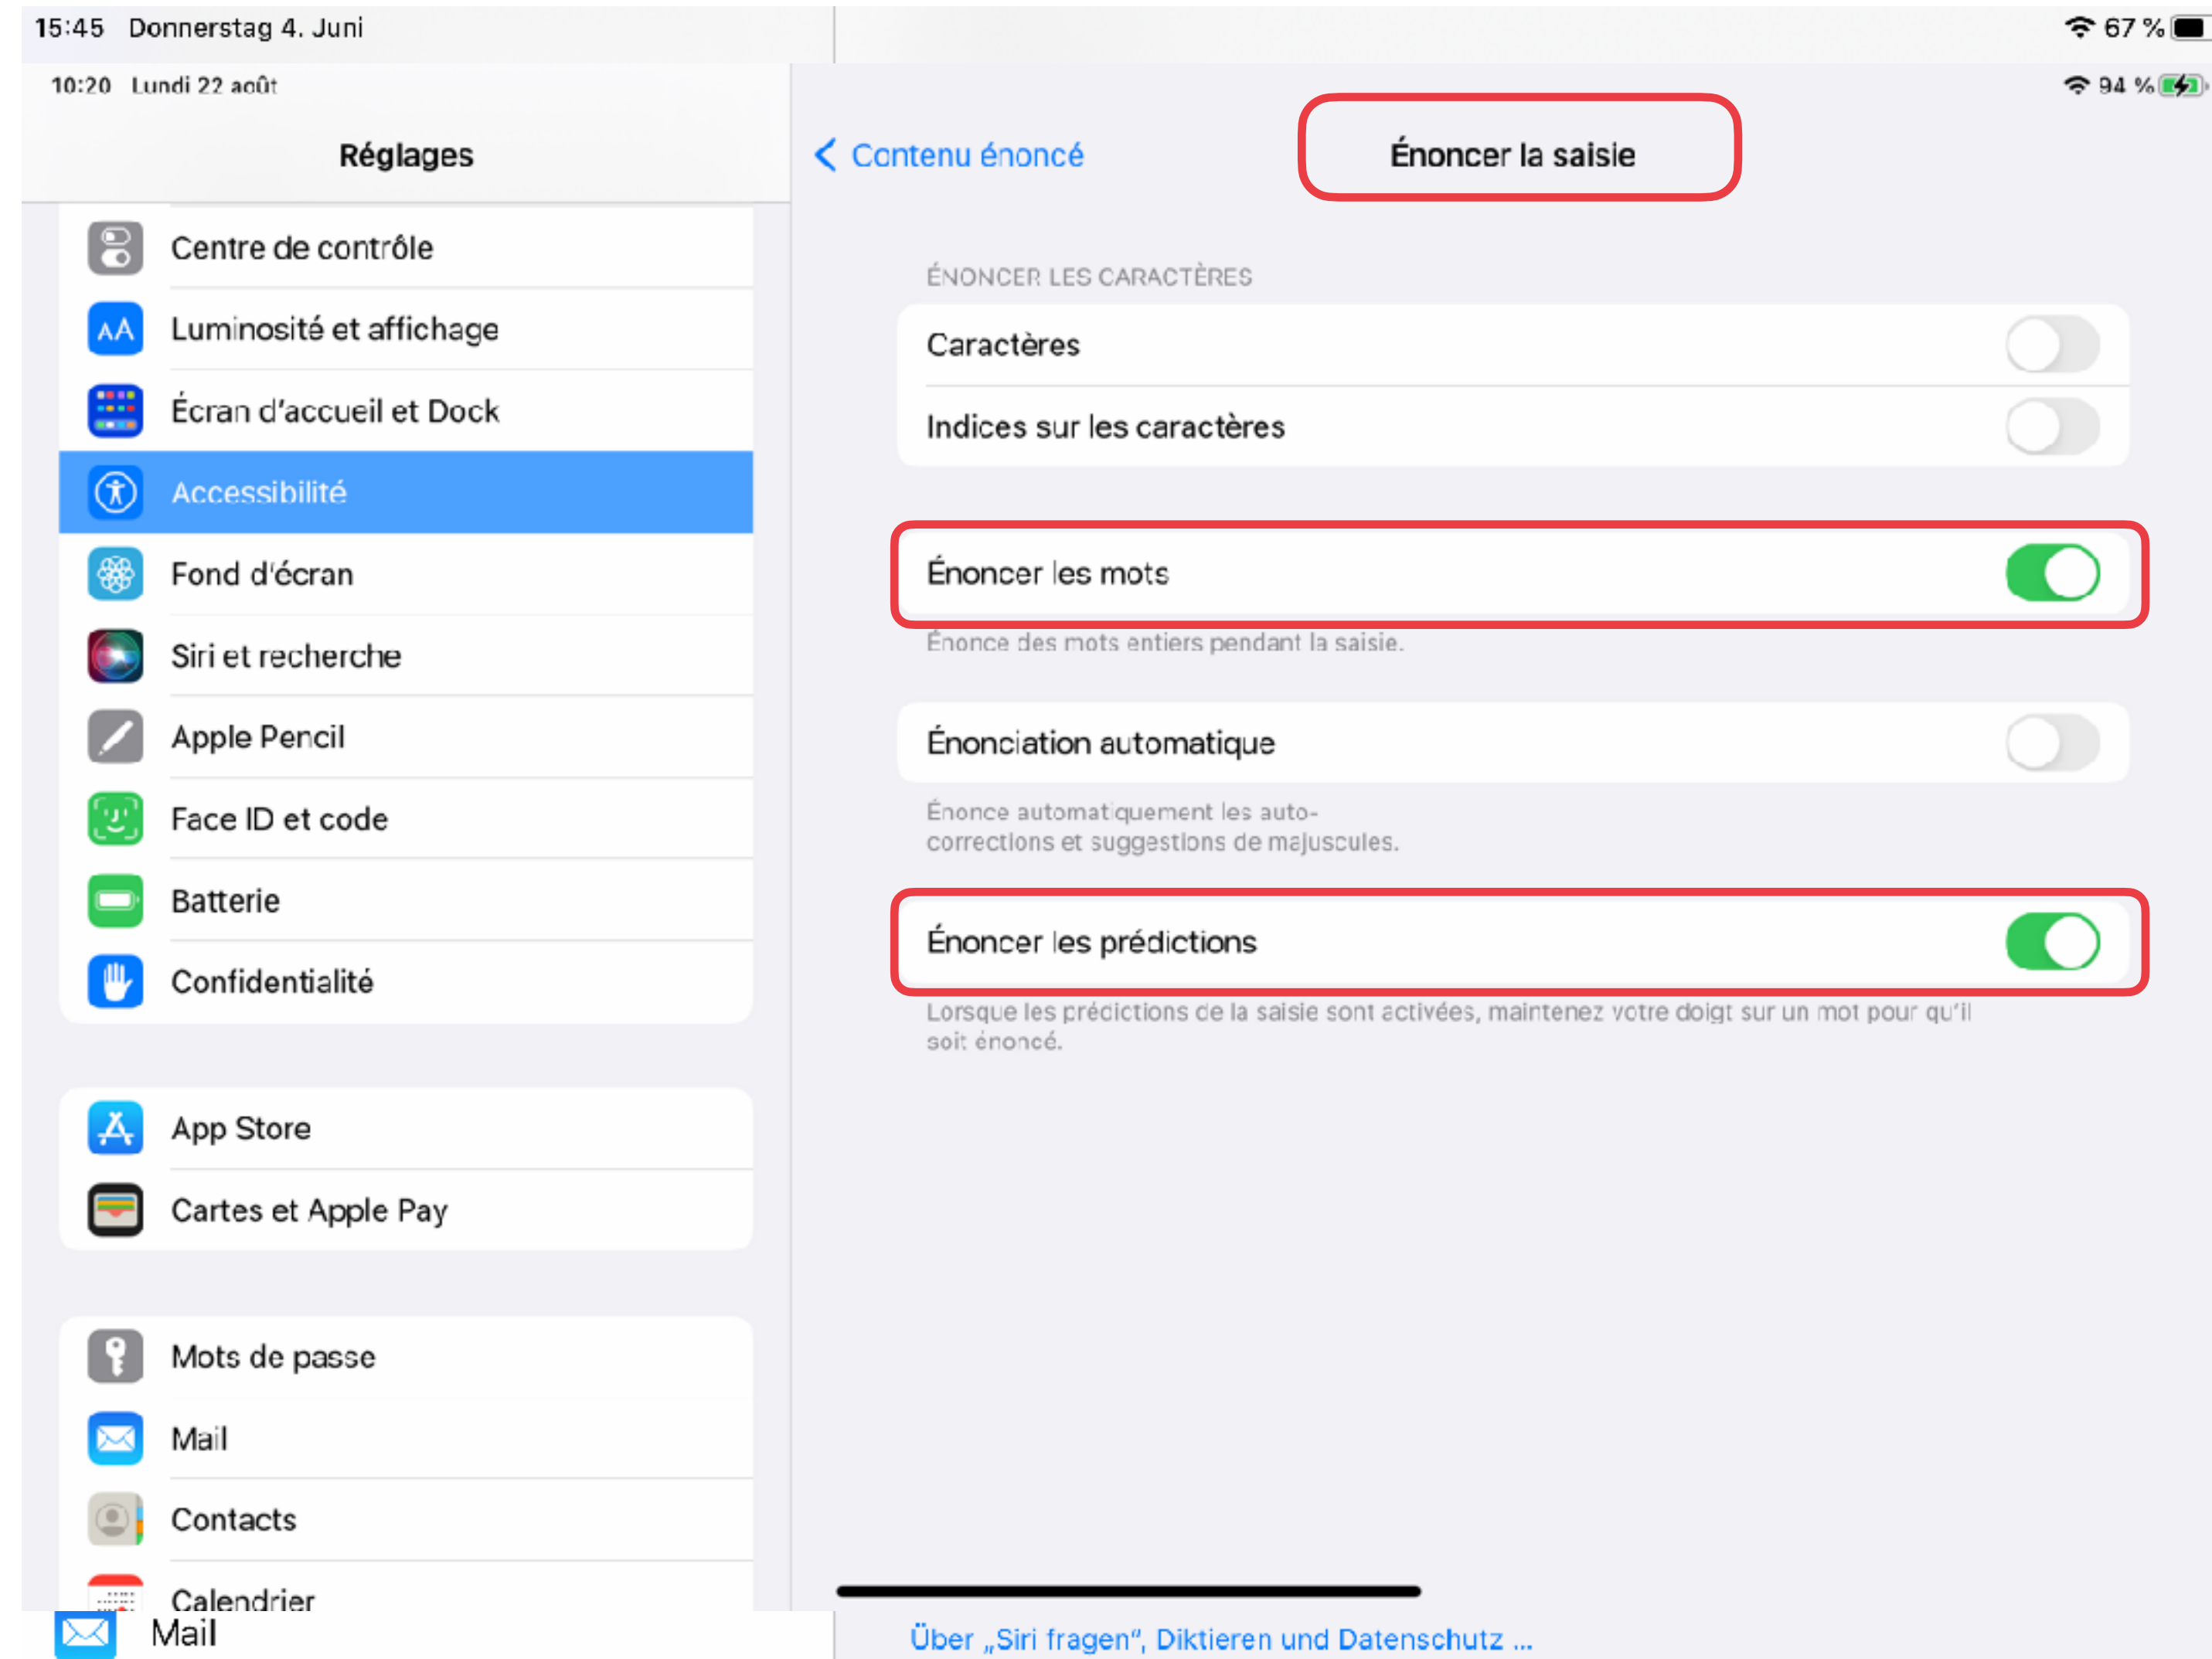 15:45 Donnerstag 4. Juni
67 %
10:20 Lundi 22 août
94 %
Réglages
Centre de contrôle
Luminosité et affichage
Écran d'accueil et Dock
Accessibilité
Fond d'écran
Siri et recherche
Apple Pencil
Face ID et code
Batterie
Confidentialité
App Store
Cartes et Apple Pay
Mots de passe
Mail
Contacts
Calendrier
Mail
Contenu énoncé
Énoncer la saisie
ÉNONCER LES CARACTÈRES
Caractères
Indices sur les caractères
Énoncer les mots
Énonce des mots entiers pendant la saisie.
Énonciation automatique
Énonce automatiquement les auto-
corrections et suggestions de majuscules.
Énoncer les prédictions
Lorsque les prédictions de la saisie sont activées, maintenez votre doigt sur un mot pour qu'il
soit énoncé.
Über „Siri fragen“, Diktieren und Datenschutz ...